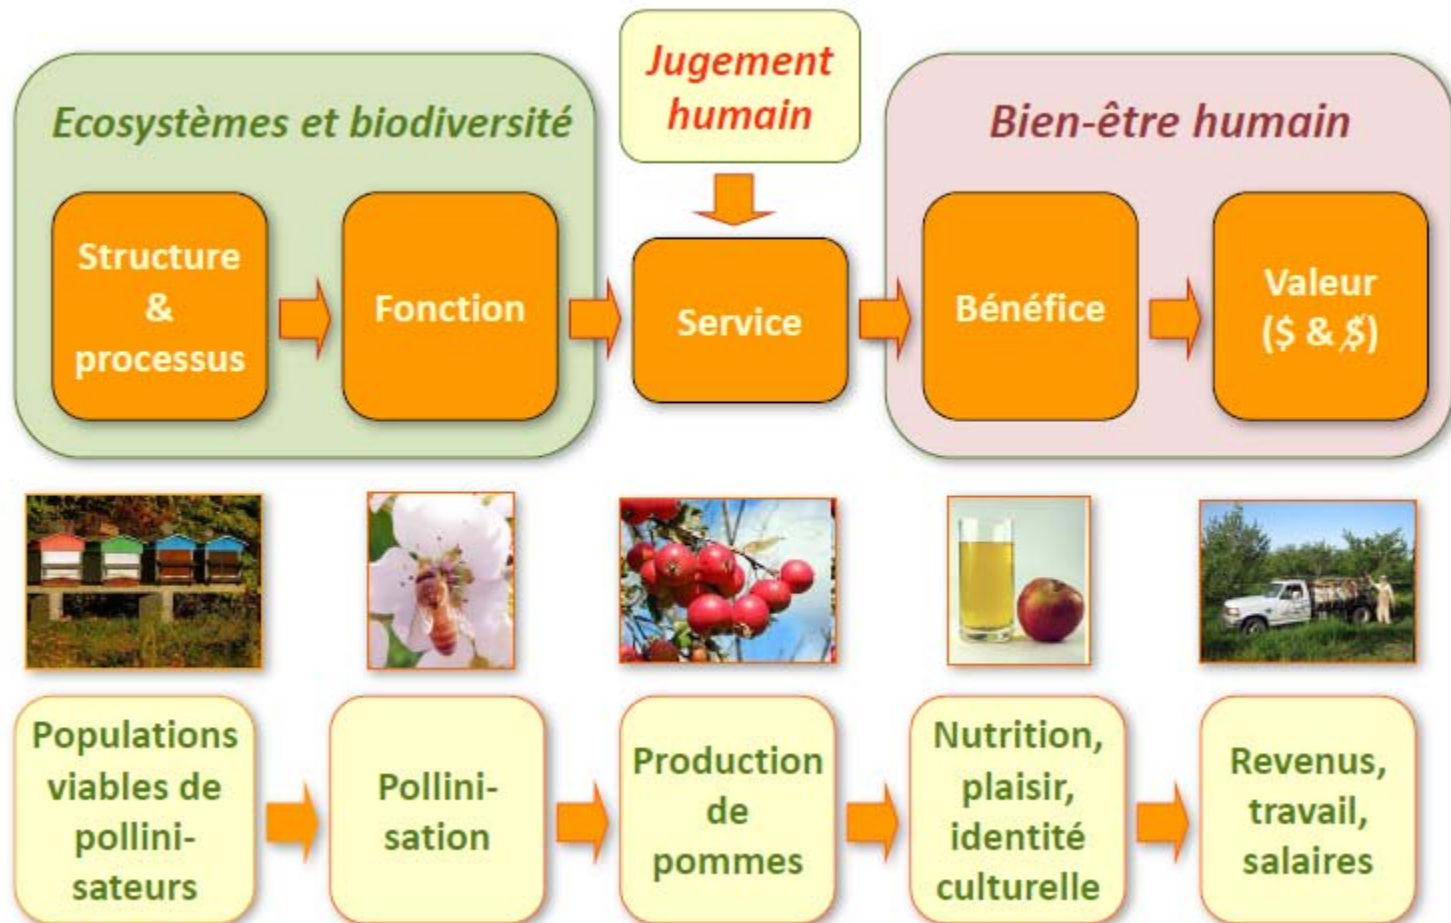 Jugement
humain
Ecosystèmes et biodiversité
Bien-être humain
Structure
&
processus
Fonction
Service
Bénéfice
Valeur
($ & $)
Populations
viables de
pollini-
sateurs
Pollini-
sation
Production
de
pommes
Nutrition,
plaisir,
identité
culturelle
Revenus,
travail,
salaires